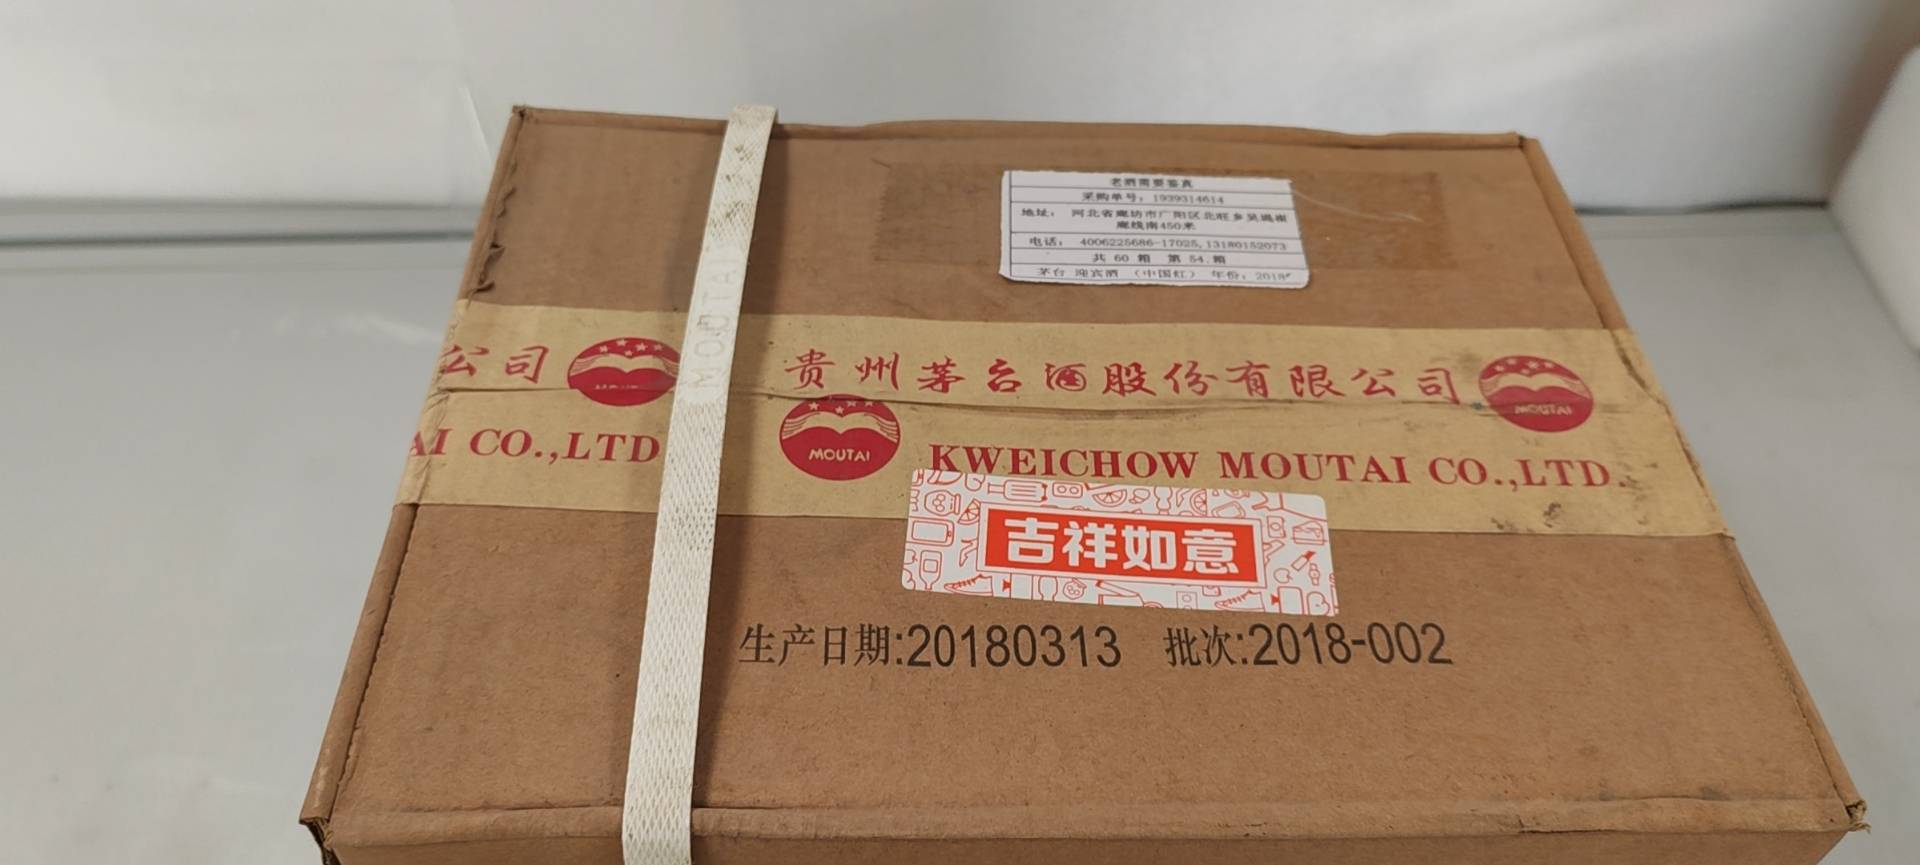 老酒需要鉴真
采购单号：1939314614
地址： 河北省廊坊市广阳区北旺乡
廊线南450米
电话： 4006225686-17025, 13180152073
共 60 箱 第 54 箱
茅台 迎宾酒 （中国红） 年份：2018
MOUTAI
公司
贵州茅台酒股份有限公司
MOUTAI
AI CO.,LTD
MOUTAI
KWEICHOW MOUTAI CO.,LTD.
吉祥如意
生产日期:20180313 批次:2018-002